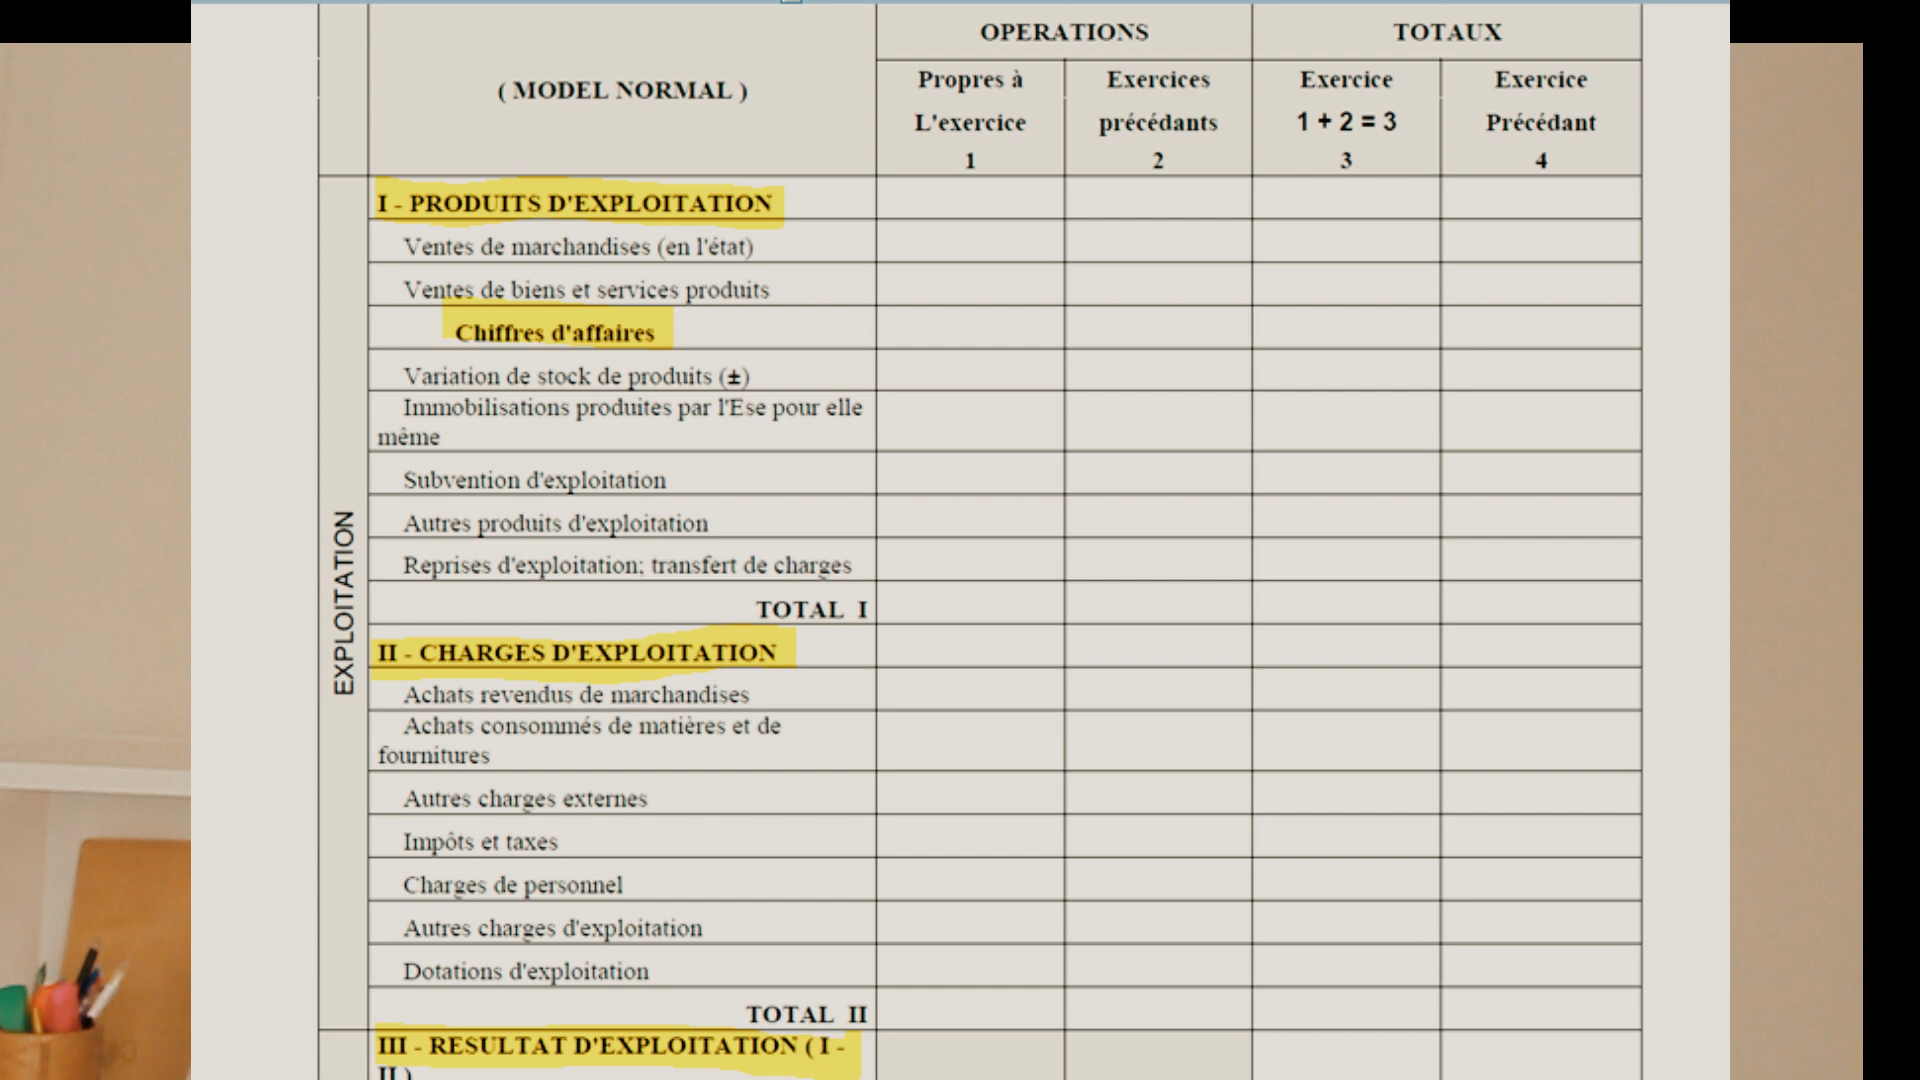 OPERATIONS
TOTAUX
( MODEL NORMAL )
Propres à
L'exercice
1
Exercices
précédants
2
Exercice
1 + 2 = 3
3
Exercice
Précédant
4
EXPLOITATION
I - PRODUITS D'EXPLOITATION
Ventes de marchandises (en l'état)
Ventes de biens et services produits
Chiffres d'affaires
Variation de stock de produits (±)
Immobilisations produites par l'Ese pour elle
même
Subvention d'exploitation
Autres produits d'exploitation
Reprises d'exploitation; transfert de charges
TOTAL I
II - CHARGES D'EXPLOITATION
Achats revendus de marchandises
Achats consommés de matières et de
fournitures
Autres charges externes
Impôts et taxes
Charges de personnel
Autres charges d'exploitation
Dotations d'exploitation
TOTAL II
III - RESULTAT D'EXPLOITATION ( I -
II )